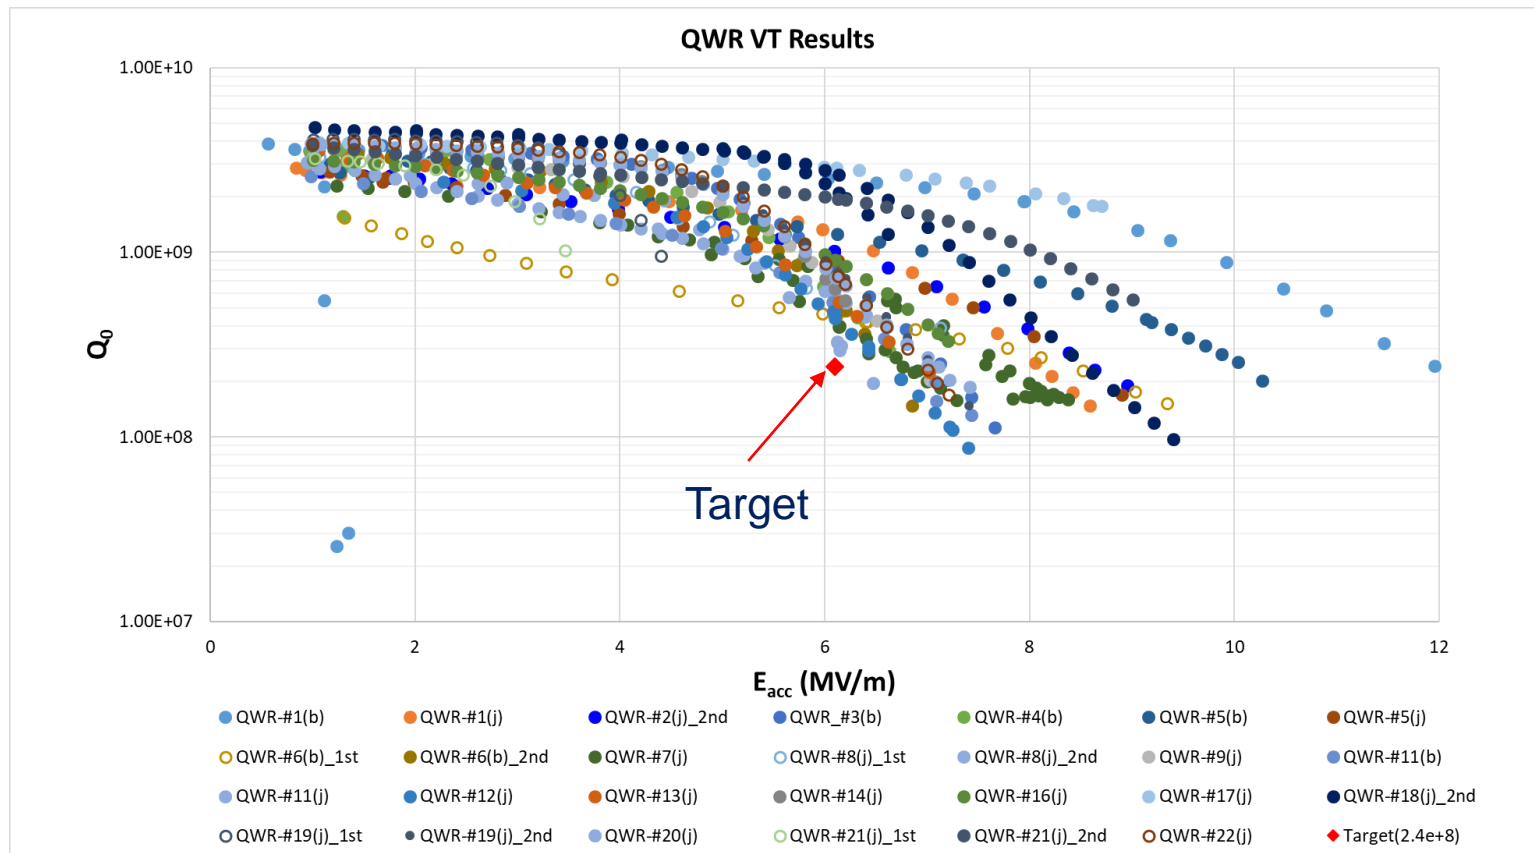 QWR VT Results
1.00E+10
1.00E+09
1.00E+08
1.00E+07
Q0
Target
0 2 4 6 8 10 12
Eacc (MV/m)
QWR-#1(b) QWR-#1(j) QWR-#2(j)_2nd QWR_#3(b) QWR-#4(b) QWR-#5(b) QWR-#5(j)
QWR-#6(b)_1st QWR-#6(b)_2nd QWR-#7(j) QWR-#8(j)_1st QWR-#8(j)_2nd QWR-#9(j) QWR-#11(b)
QWR-#11(j) QWR-#12(j) QWR-#13(j) QWR-#14(j) QWR-#16(j) QWR-#17(j) QWR-#18(j)_2nd
QWR-#19(j)_1st QWR-#19(j)_2nd QWR-#20(j) QWR-#21(j)_1st QWR-#21(j)_2nd QWR-#22(j) Target(2.4e+8)